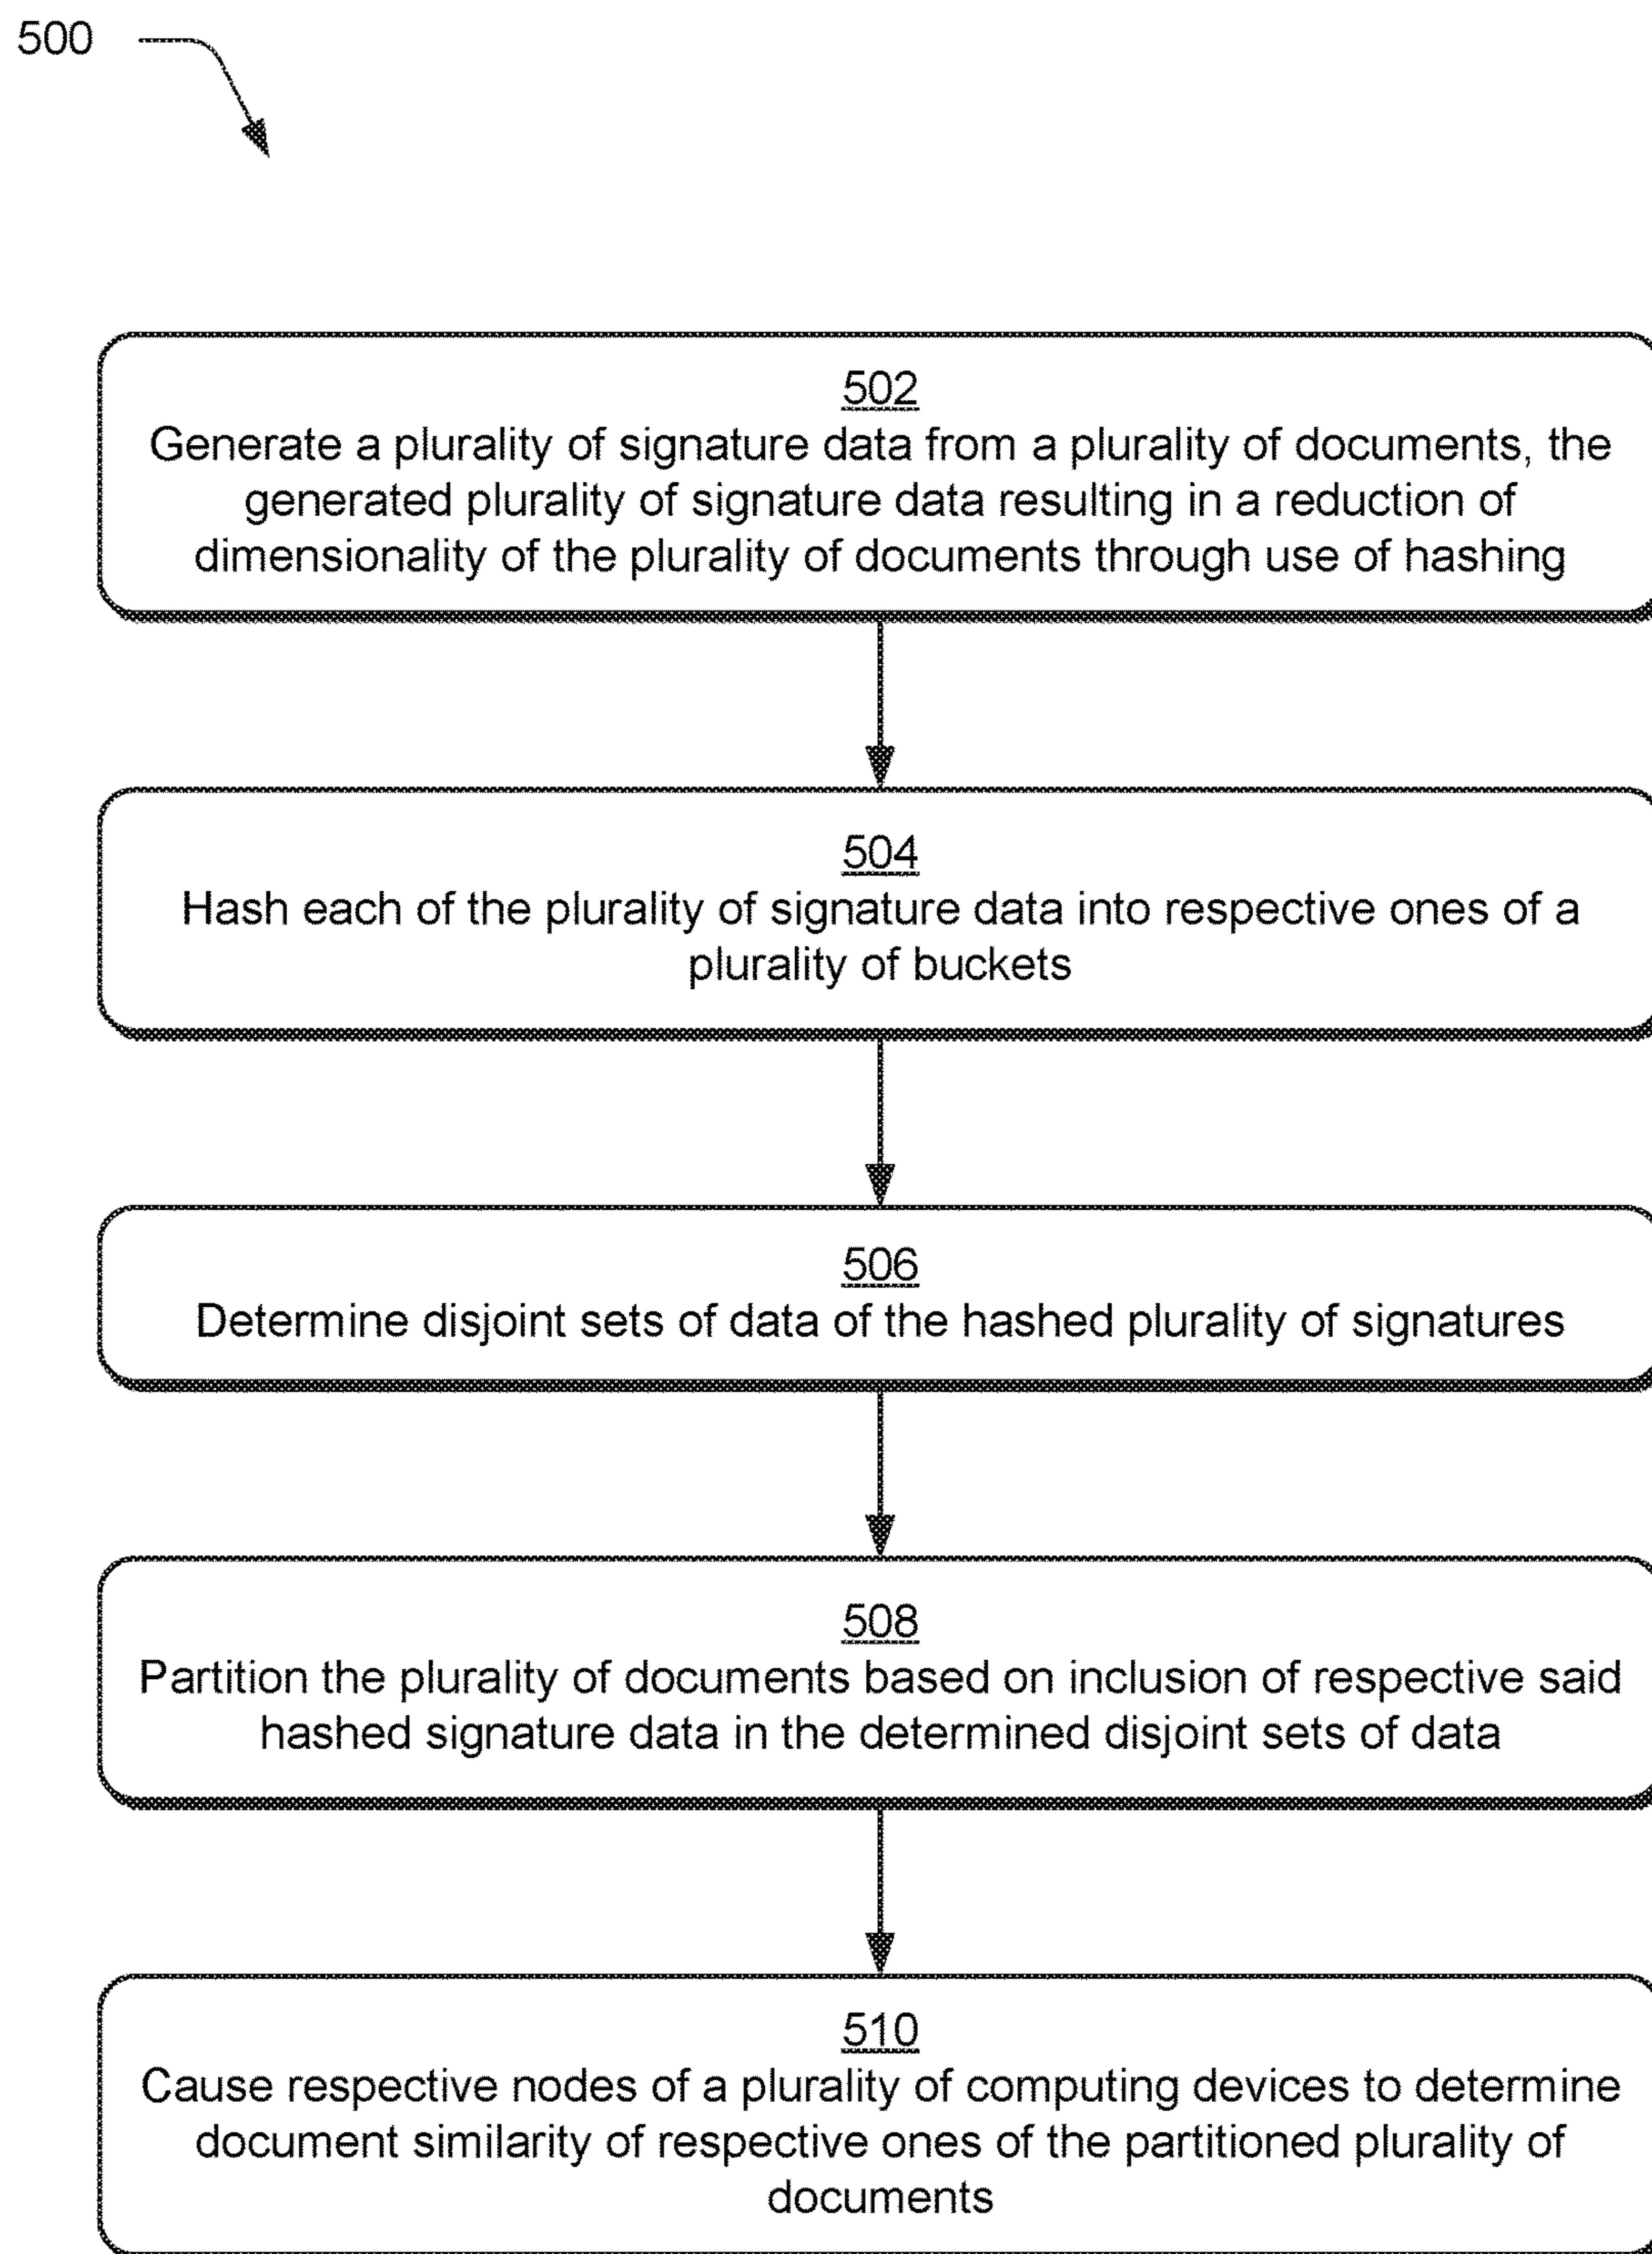 500
502
Generate a plurality of signature data from a plurality of documents, the
generated plurality of signature data resulting in a reduction of
dimensionality of the plurality of documents through use of hashing
504
Hash each of the plurality of signature data into respective ones of a
plurality of buckets
506
Determine disjoint sets of data of the hashed plurality of signatures
508
Partition the plurality of documents based on inclusion of respective said
hashed signature data in the determined disjoint sets of data
510
Cause respective nodes of a plurality of computing devices to determine
document similarity of respective ones of the partitioned plurality of
documents